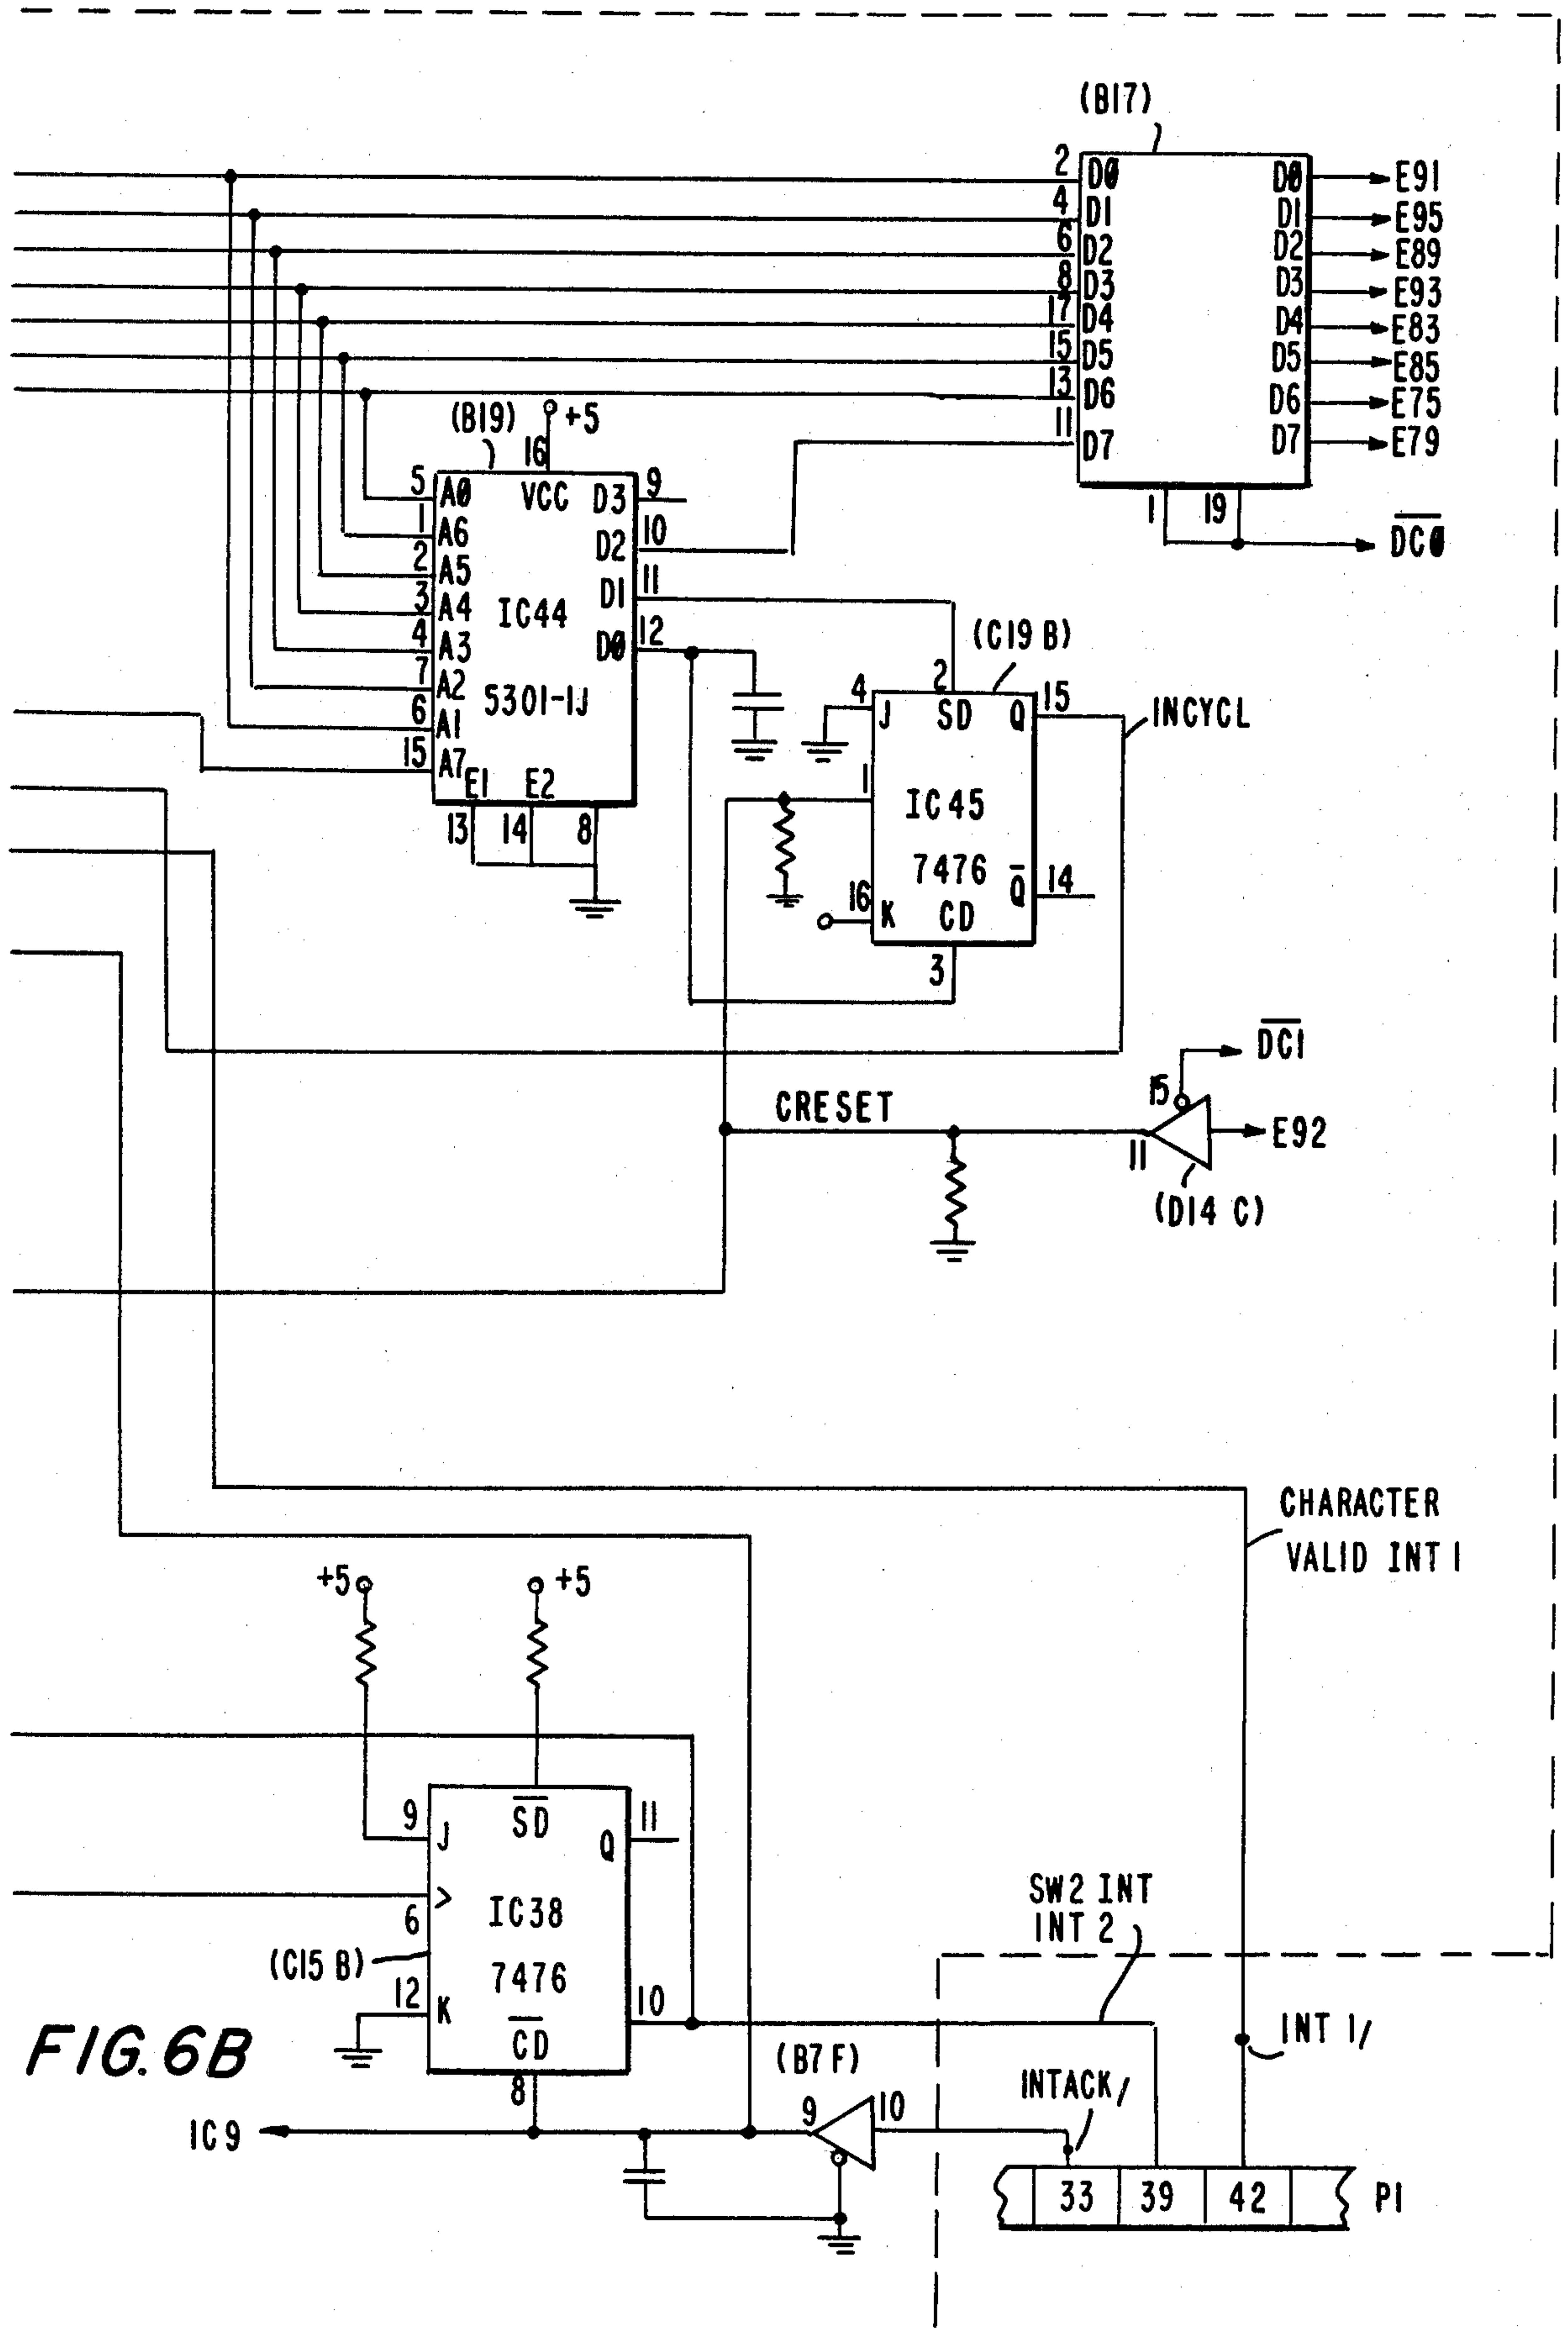 (B17)
2 D0 D0 E91
4 D1 D1 E95
6 D2 D2 E89
8 D3 D3 E93
17 D4 D4 E83
15 D5 D5 E85
13 D6 D6 E75
11 D7 D7 E79
1 19 DC0
(B19) +5
16
5 A0 VCC D3 9
1 A6 D2 10
2 A5 D1 11
3 A4 IC44
4 A3 D0 12
7 A2 5301-1J
6 A1
15 A7 E1 E2
13 14 8
(C19 B)
2
4 J SD Q 15
INCYCL
1 IC45
7476
16 K CD Q 14
3
DC1
15
CRESET
11 E92
(D14 C)
CHARACTER
VALID INT 1
+5 +5
9 J SD Q 11
> IC38
6
(C15 B) 7476
12 K 10
CD
8
SW2 INT
INT 2
INT 1/
(B7 F)
INTACK/
9 10
IC9
33 39 42 P1
FIG. 6B